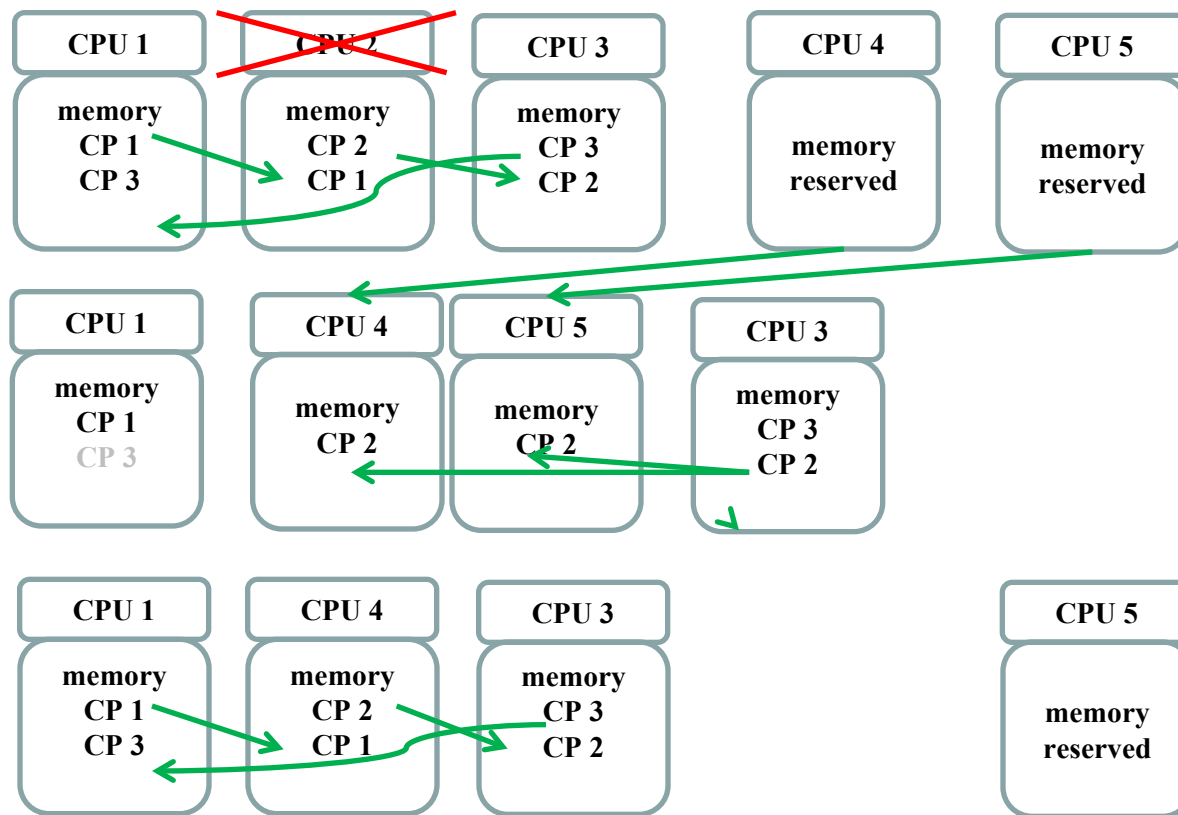 CPU 1
CPU 2
CPU 3
CPU 4
CPU 5
memory
CP 1
CP 3
memory
CP 2
CP 1
memory
CP 3
CP 2
memory
reserved
memory
reserved
CPU 1
CPU 4
CPU 5
CPU 3
memory
CP 1
CP 3
memory
CP 2
memory
CP 2
memory
CP 3
CP 2
CPU 1
CPU 4
CPU 3
CPU 5
memory
CP 1
CP 3
memory
CP 2
CP 1
memory
CP 3
CP 2
memory
reserved